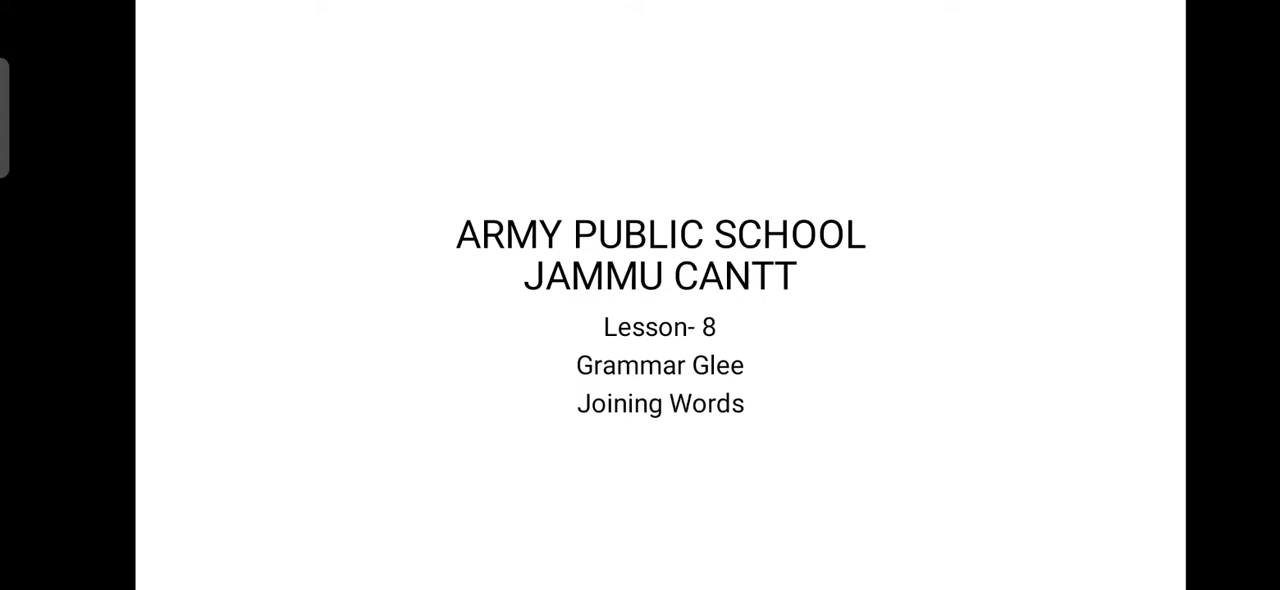 ARMY PUBLIC SCHOOL
JAMMU CANTT
Lesson- 8
Grammar Glee
Joining Words